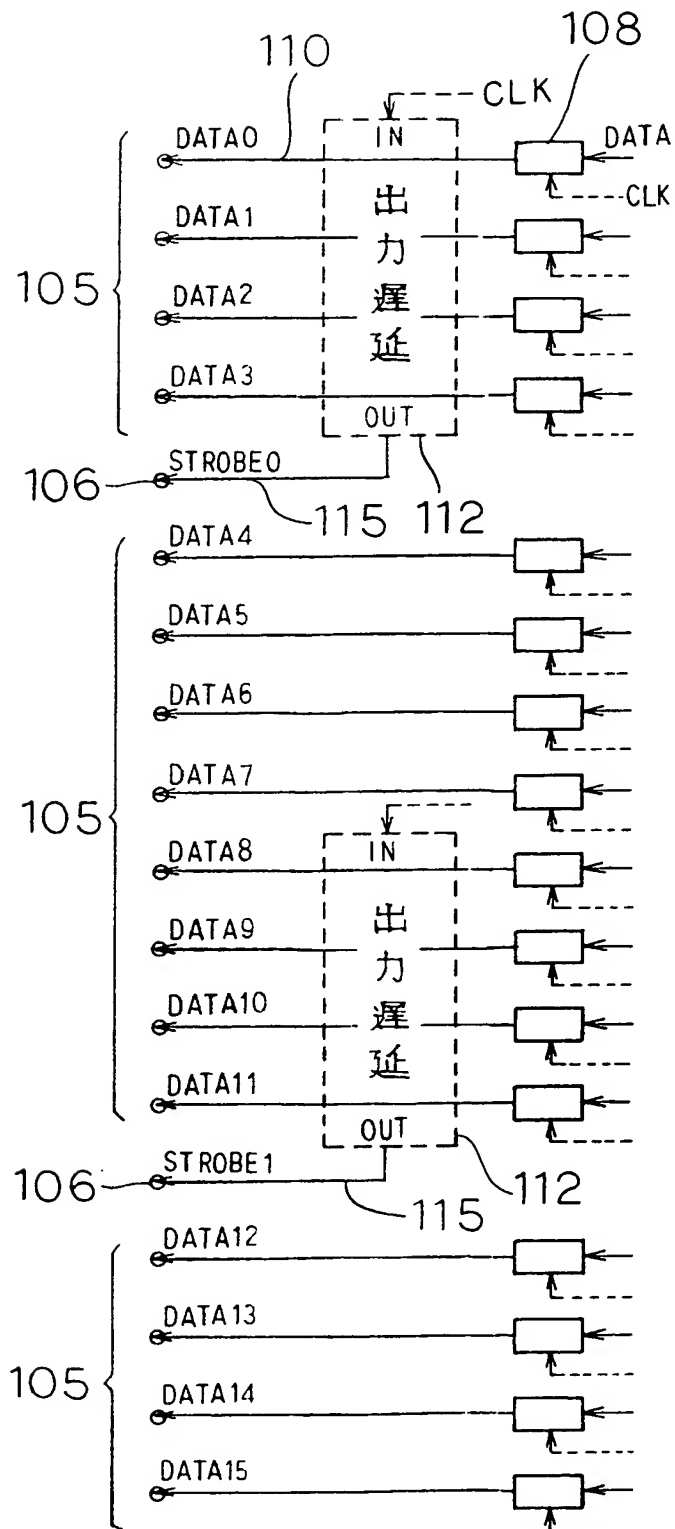 108
110
CLK
IN
DATA0
DATA
CLK
DATA1
105
DATA2
DATA3
出力遅延
OUT
STROBE0
106
115
112
DATA4
DATA5
DATA6
DATA7
105
IN
DATA8
DATA9
DATA10
DATA11
出力遅延
OUT
STROBE1
106
115
112
DATA12
DATA13
105
DATA14
DATA15